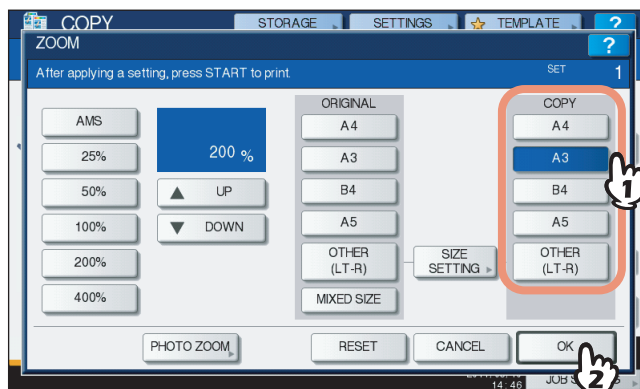 COPY
STORAGE
SETTINGS
TEMPLATE
?
ZOOM
?
After applying a setting, press START to print.
SET 1
AMS
25%
50%
100%
200%
400%
200 %
UP
DOWN
ORIGINAL
A4
A3
B4
A5
OTHER
(LT-R)
MIXED SIZE
SIZE
SETTING
COPY
A4
A3
B4
A5
OTHER
(LT-R)
1
PHOTO ZOOM
RESET
CANCEL
OK
2
14:46
JOB